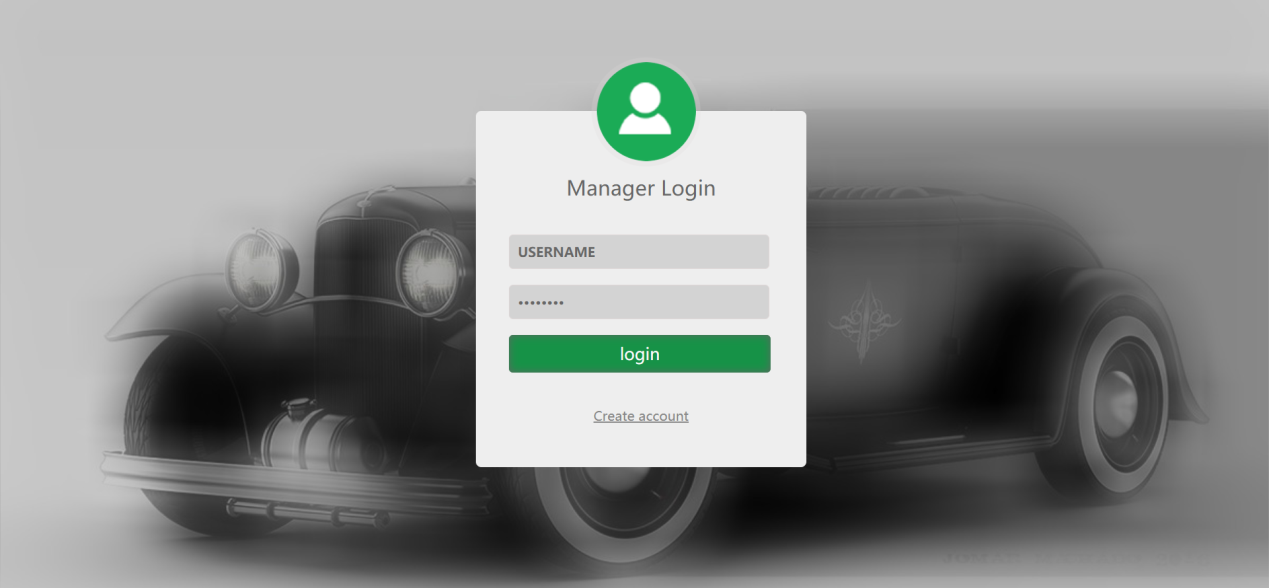 Manager Login
USERNAME
••••••••
login
Create account